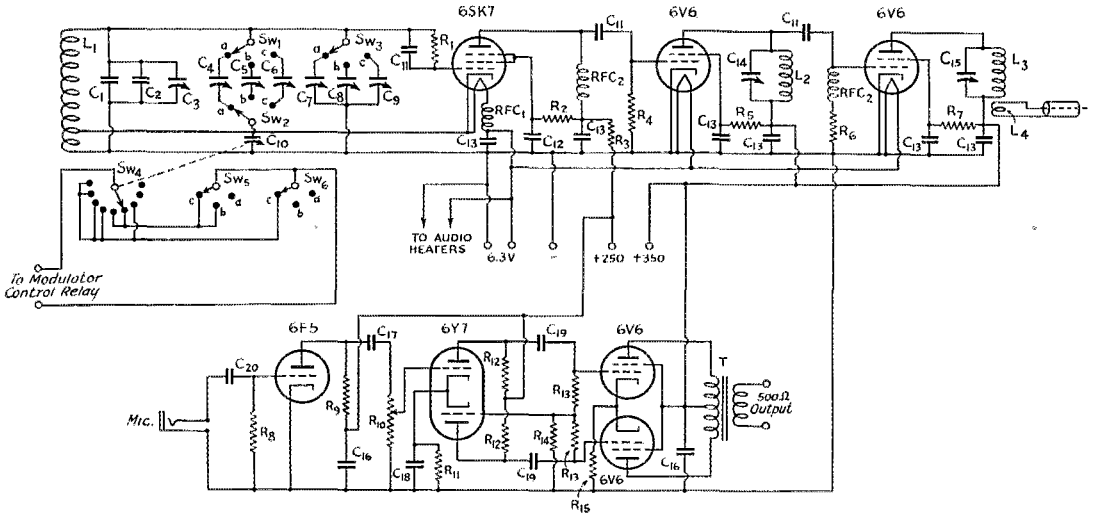 6SK7
6V6
6V6
L1
C1
C2
C3
Sw1
a
b
c
C4
C5
C6
a
b
c
Sw2
C10
Sw3
a
b
c
C7
C8
C9
C11
R1
RFC1
C13
R2
C12
C11
RFC2
C13
R3
R4
C14
L2
C13
R5
C13
C11
RFC2
R6
C15
L3
L4
C13
R7
C13
Sw4
Sw5
c
b
a
Sw6
c
b
a
To Modulator
Control Relay
TO AUDIO
HEATERS
6.3V
-
+250
+350
6F5
6Y7
6V6
Mic.
C20
R8
R9
C16
C17
R10
C18
R11
R12
R12
C19
C19
R13
R14
R13
R15
6V6
C16
T
500Ω
Output